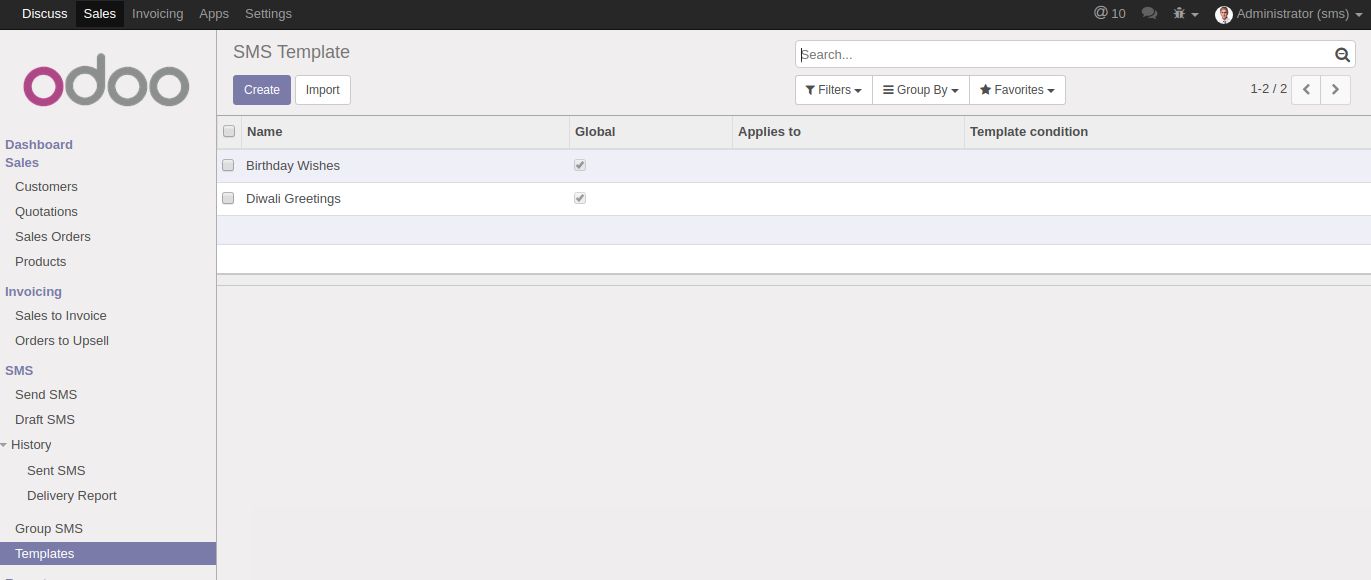 Discuss Sales Invoicing Apps Settings @ 10 Administrator (sms)
odoo
Dashboard
Sales
Customers
Quotations
Sales Orders
Products
Invoicing
Sales to Invoice
Orders to Upsell
SMS
Send SMS
Draft SMS
History
Sent SMS
Delivery Report
Group SMS
Templates
SMS Template
Search...
Create Import
Filters Group By Favorites 1-2 / 2
Name Global Applies to Template condition
Birthday Wishes
Diwali Greetings